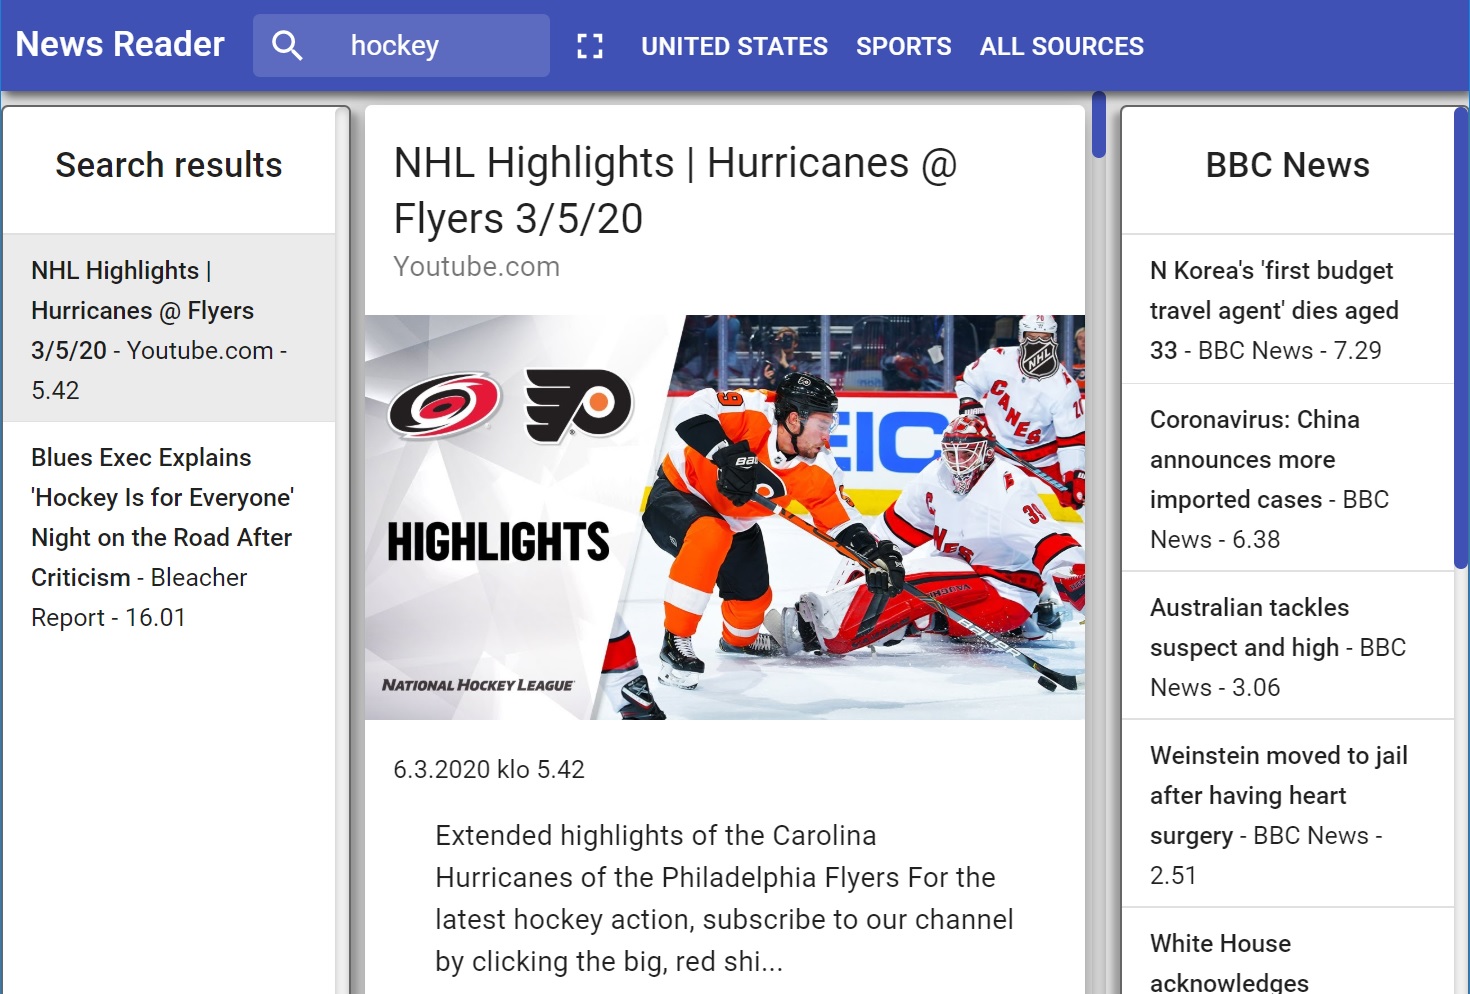 News Reader
hockey
UNITED STATES
SPORTS
ALL SOURCES
Search results
NHL Highlights |
Hurricanes @ Flyers
3/5/20 - Youtube.com -
5.42
Blues Exec Explains
'Hockey Is for Everyone'
Night on the Road After
Criticism - Bleacher
Report - 16.01
NHL Highlights | Hurricanes @
Flyers 3/5/20
Youtube.com
HIGHLIGHTS
NATIONAL HOCKEY LEAGUE
NHL
CANES
EIC
BAUER
6.3.2020 klo 5.42
Extended highlights of the Carolina
Hurricanes of the Philadelphia Flyers For the
latest hockey action, subscribe to our channel
by clicking the big, red shi...
BBC News
N Korea's 'first budget
travel agent' dies aged
33 - BBC News - 7.29
Coronavirus: China
announces more
imported cases - BBC
News - 6.38
Australian tackles
suspect and high - BBC
News - 3.06
Weinstein moved to jail
after having heart
surgery - BBC News -
2.51
White House
acknowledges